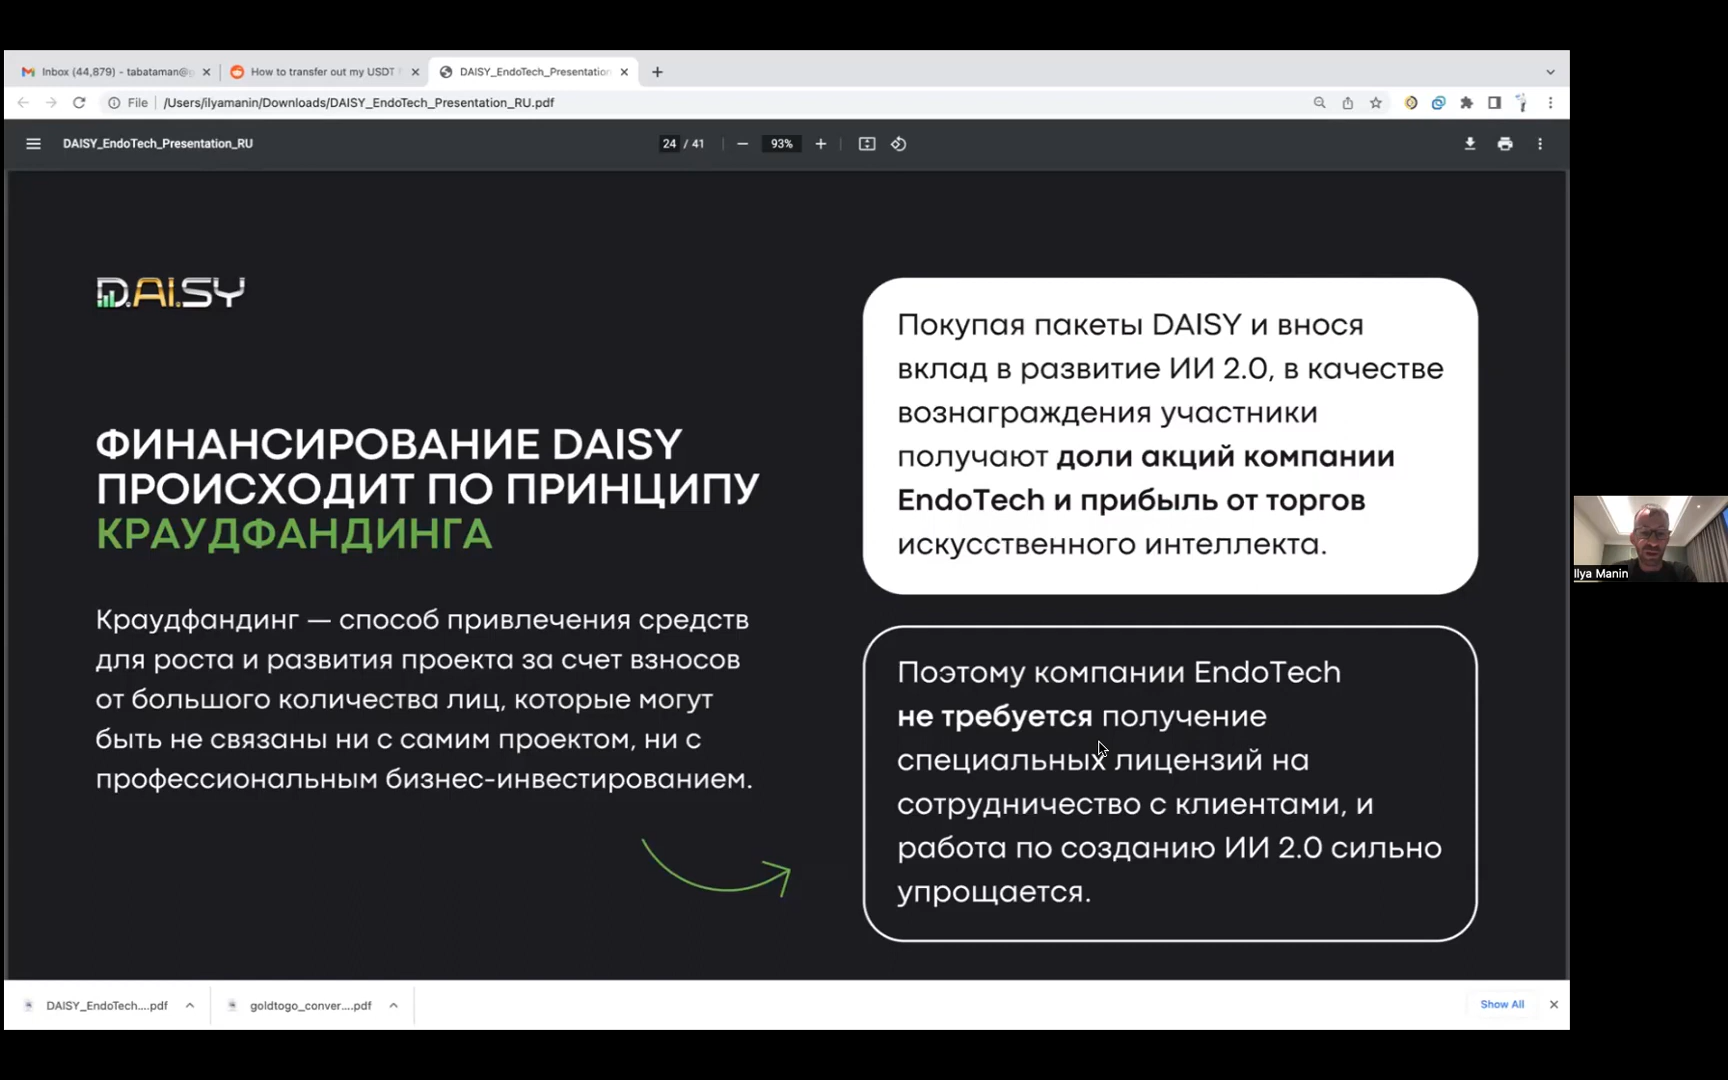 Inbox (44,879) - tabataman@g
How to transfer out my USDT
DAISY_EndoTech_Presentation
File
/Users/ilyamanin/Downloads/DAISY_EndoTech_Presentation_RU.pdf
DAISY_EndoTech_Presentation_RU
24 / 41
93%
D.AI.SY
ФИНАНСИРОВАНИЕ DAISY
ПРОИСХОДИТ ПО ПРИНЦИПУ
КРАУДФАНДИНГА
Краудфандинг — способ привлечения средств
для роста и развития проекта за счет взносов
от большого количества лиц, которые могут
быть не связаны ни с самим проектом, ни с
профессиональным бизнес-инвестированием.
Покупая пакеты DAISY и внося
вклад в развитие ИИ 2.0, в качестве
вознаграждения участники
получают доли акций компании
EndoTech и прибыль от торгов
искусственного интеллекта.
Поэтому компании EndoTech
не требуется получение
специальных лицензий на
сотрудничество с клиентами, и
работа по созданию ИИ 2.0 сильно
упрощается.
Ilya Manin
DAISY_EndoTech....pdf
goldtogo_conver....pdf
Show All